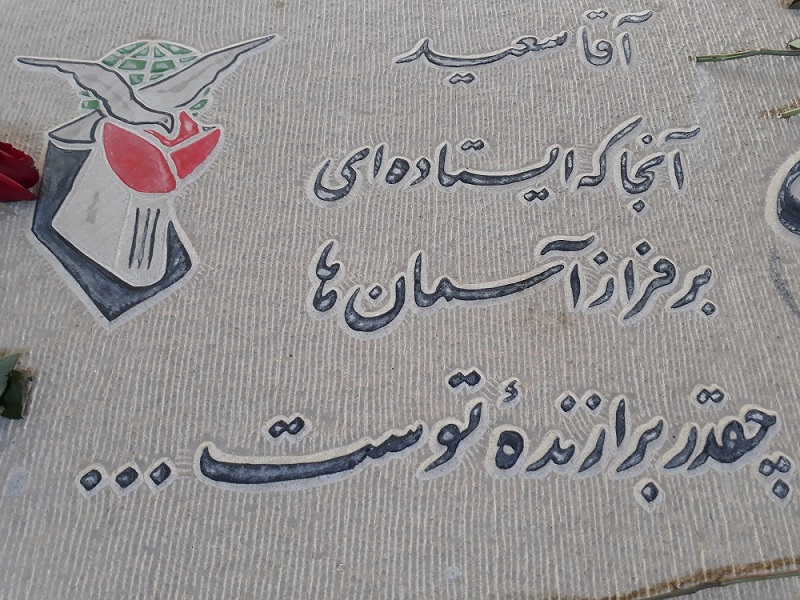 آقا سعید
آنجا که ایستاده ای
بر فراز آسمان ها
چقدر برازندهٔ توست ...